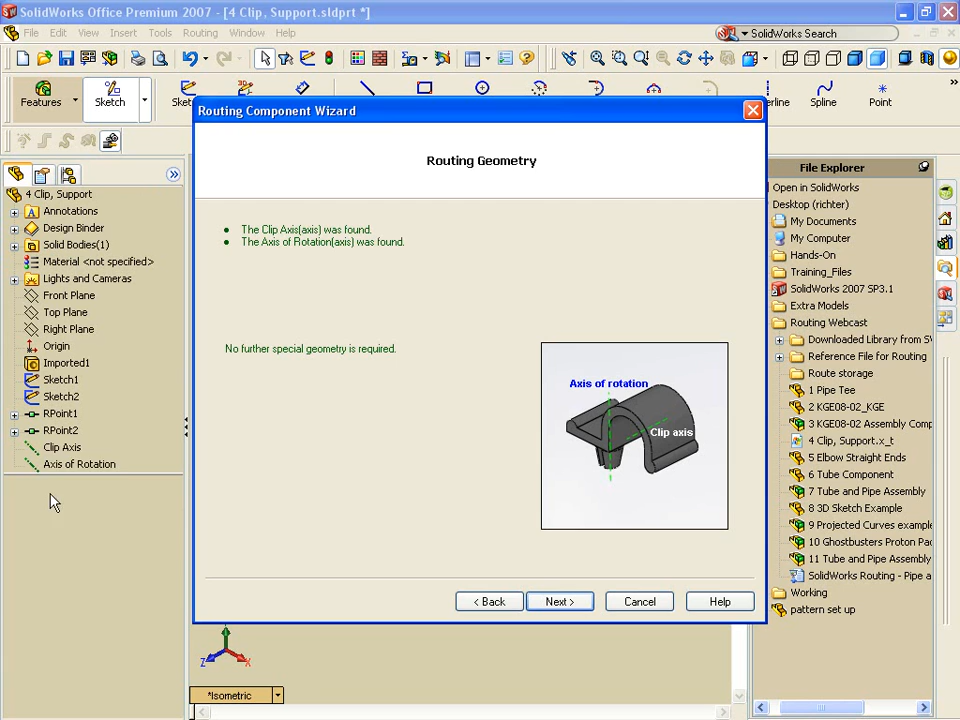 SolidWorks Office Premium 2007 - [4 Clip, Support.sldprt *]
File Edit View Insert Tools Routing Window Help
SolidWorks Search
Features
Sketch
Spline
Point
Routing Component Wizard
Routing Geometry
The Clip Axis(axis) was found.
The Axis of Rotation(axis) was found.
No further special geometry is required.
Axis of rotation
Clip axis
< Back
Next >
Cancel
Help
4 Clip, Support
Annotations
Design Binder
Solid Bodies(1)
Material <not specified>
Lights and Cameras
Front Plane
Top Plane
Right Plane
Origin
Imported1
Sketch1
Sketch2
RPoint1
RPoint2
Clip Axis
Axis of Rotation
Z
X
*Isometric
File Explorer
Open in SolidWorks
Desktop (richter)
My Documents
My Computer
Hands-On
Training_Files
SolidWorks 2007 SP3.1
Extra Models
Routing Webcast
Downloaded Library from
Reference File for Routing
Route storage
1 Pipe Tee
2 KGE08-02_KGE
3 KGE08-02 Assembly Comp
4 Clip, Support.x_t
5 Elbow Straight Ends
6 Tube Component
7 Tube and Pipe Assembly
8 3D Sketch Example
9 Projected Curves example
10 Ghostbusters Proton Pac
11 Tube and Pipe Assembly
SolidWorks Routing - Pipe a
Working
pattern set up